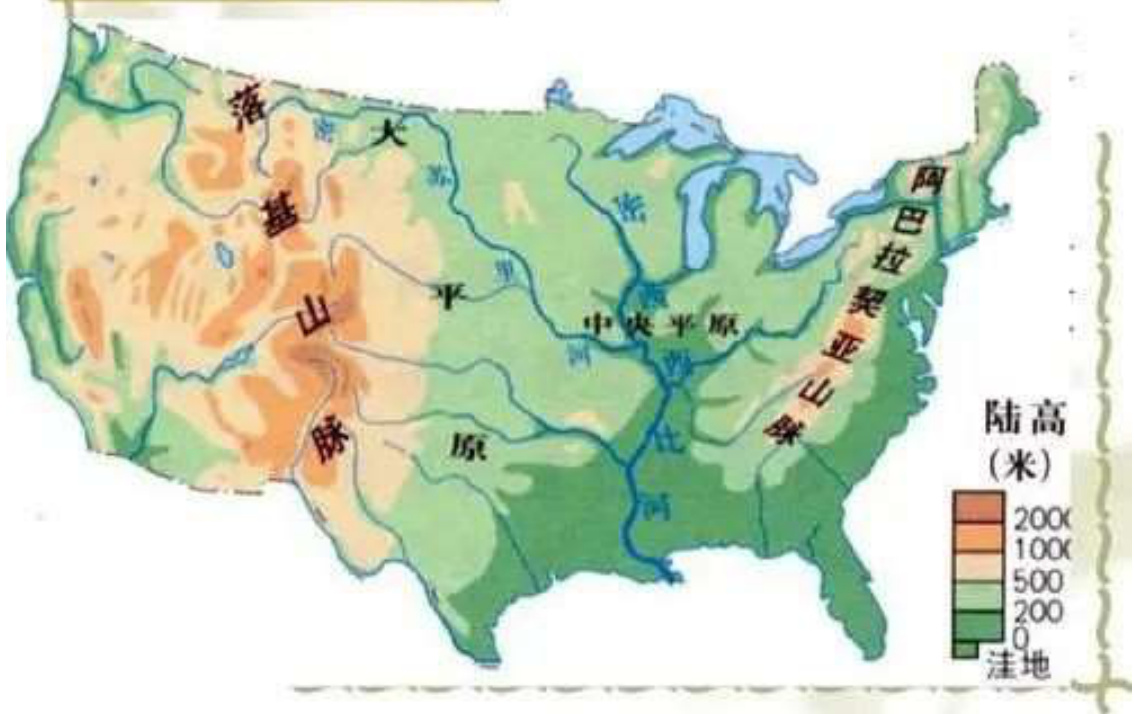 落基山脉
大平原
密苏里河
密西西比河
中央平原
阿巴拉契亚山脉
陆高
(米)
2000
1000
500
200
0
洼地